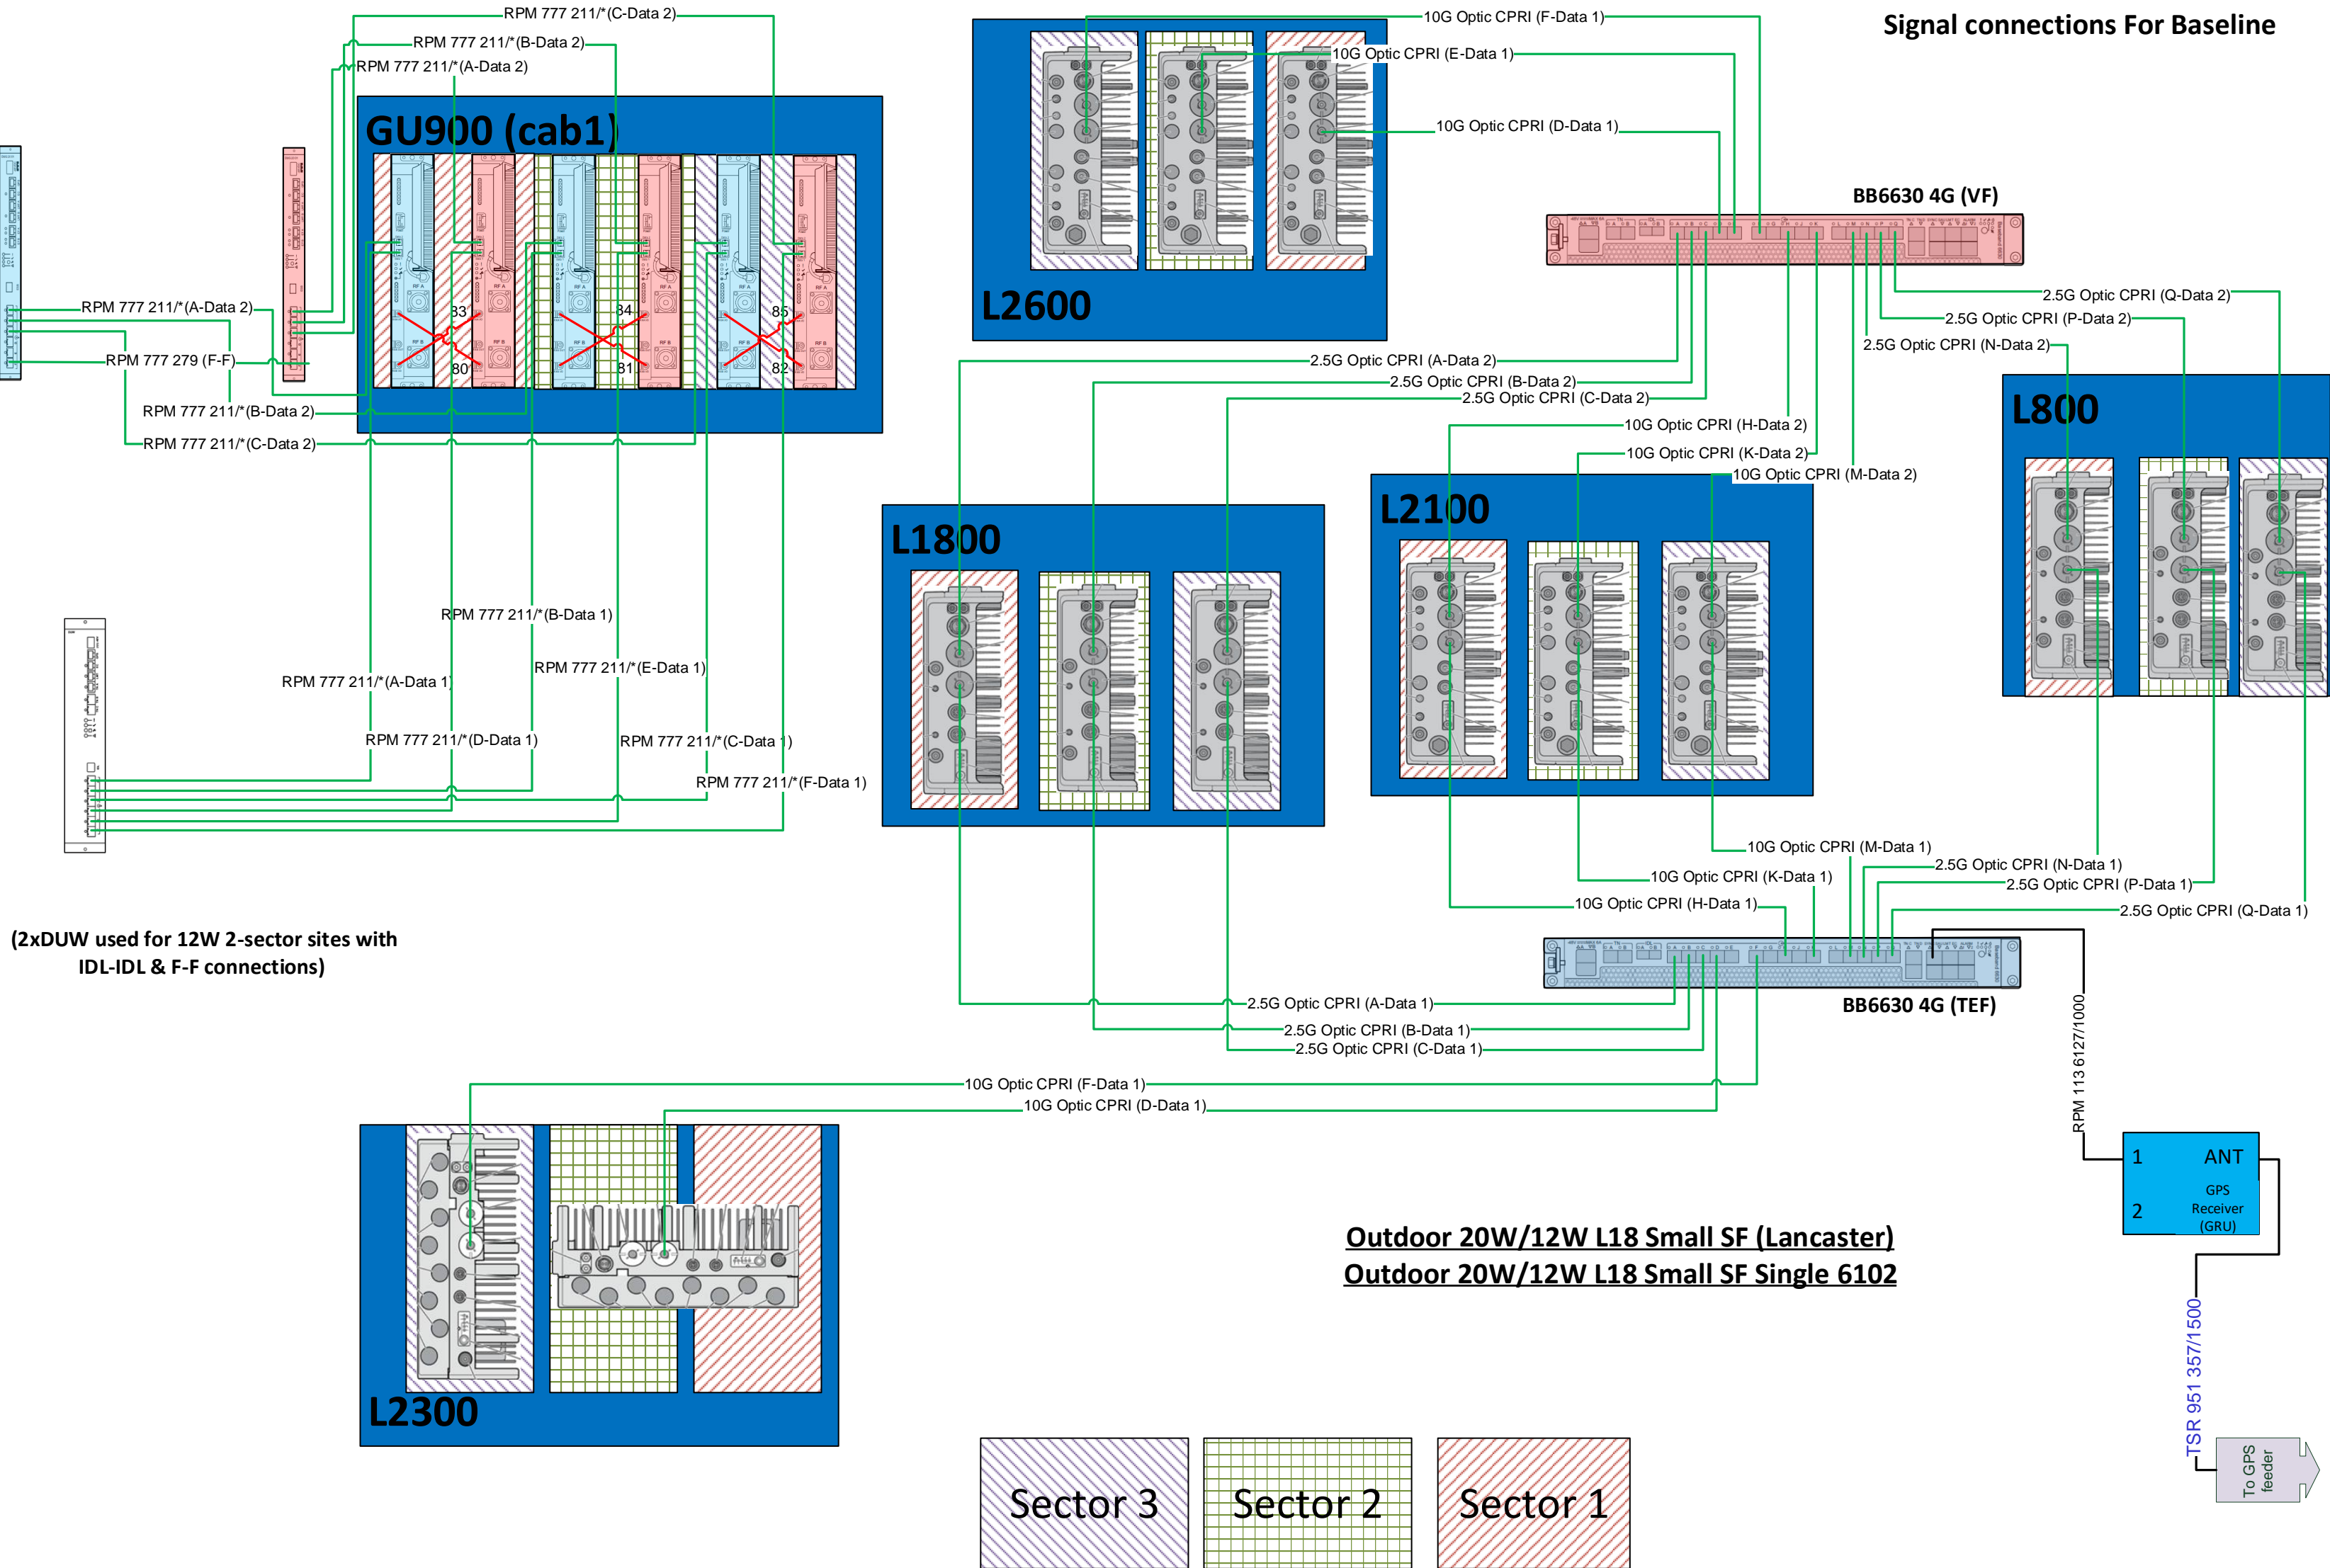 Signal connections For Baseline
RPM 777 211/*(C-Data 2)
RPM 777 211/*(B-Data 2)
RPM 777 211/*(A-Data 2)
GU900 (cab1)
RF A
RF A
RF A
RF A
RF A
RF A
83
84
85
RF B
RF B
RF B
RF B
RF B
RF B
80
81
82
RPM 777 211/*(A-Data 2)
RPM 777 279 (F-F)
RPM 777 211/*(B-Data 2)
RPM 777 211/*(C-Data 2)
10G Optic CPRI (F-Data 1)
10G Optic CPRI (E-Data 1)
10G Optic CPRI (D-Data 1)
L2600
BB6630 4G (VF)
2.5G Optic CPRI (Q-Data 2)
2.5G Optic CPRI (P-Data 2)
2.5G Optic CPRI (N-Data 2)
2.5G Optic CPRI (A-Data 2)
2.5G Optic CPRI (B-Data 2)
2.5G Optic CPRI (C-Data 2)
10G Optic CPRI (H-Data 2)
10G Optic CPRI (K-Data 2)
10G Optic CPRI (M-Data 2)
L800
L2100
L1800
RPM 777 211/*(B-Data 1)
RPM 777 211/*(E-Data 1)
RPM 777 211/*(A-Data 1)
RPM 777 211/*(D-Data 1)
RPM 777 211/*(C-Data 1)
RPM 777 211/*(F-Data 1)
DUW
(2xDUW used for 12W 2-sector sites with
IDL-IDL & F-F connections)
10G Optic CPRI (M-Data 1)
2.5G Optic CPRI (N-Data 1)
10G Optic CPRI (K-Data 1)
2.5G Optic CPRI (P-Data 1)
10G Optic CPRI (H-Data 1)
2.5G Optic CPRI (Q-Data 1)
BB6630 4G (TEF)
2.5G Optic CPRI (A-Data 1)
2.5G Optic CPRI (B-Data 1)
2.5G Optic CPRI (C-Data 1)
10G Optic CPRI (F-Data 1)
10G Optic CPRI (D-Data 1)
RPM 113 6127/1000
1 ANT
2
GPS
Receiver
(GRU)
TSR 951 357/1500
To GPS
feeder
Outdoor 20W/12W L18 Small SF (Lancaster)
Outdoor 20W/12W L18 Small SF Single 6102
L2300
Sector 3
Sector 2
Sector 1